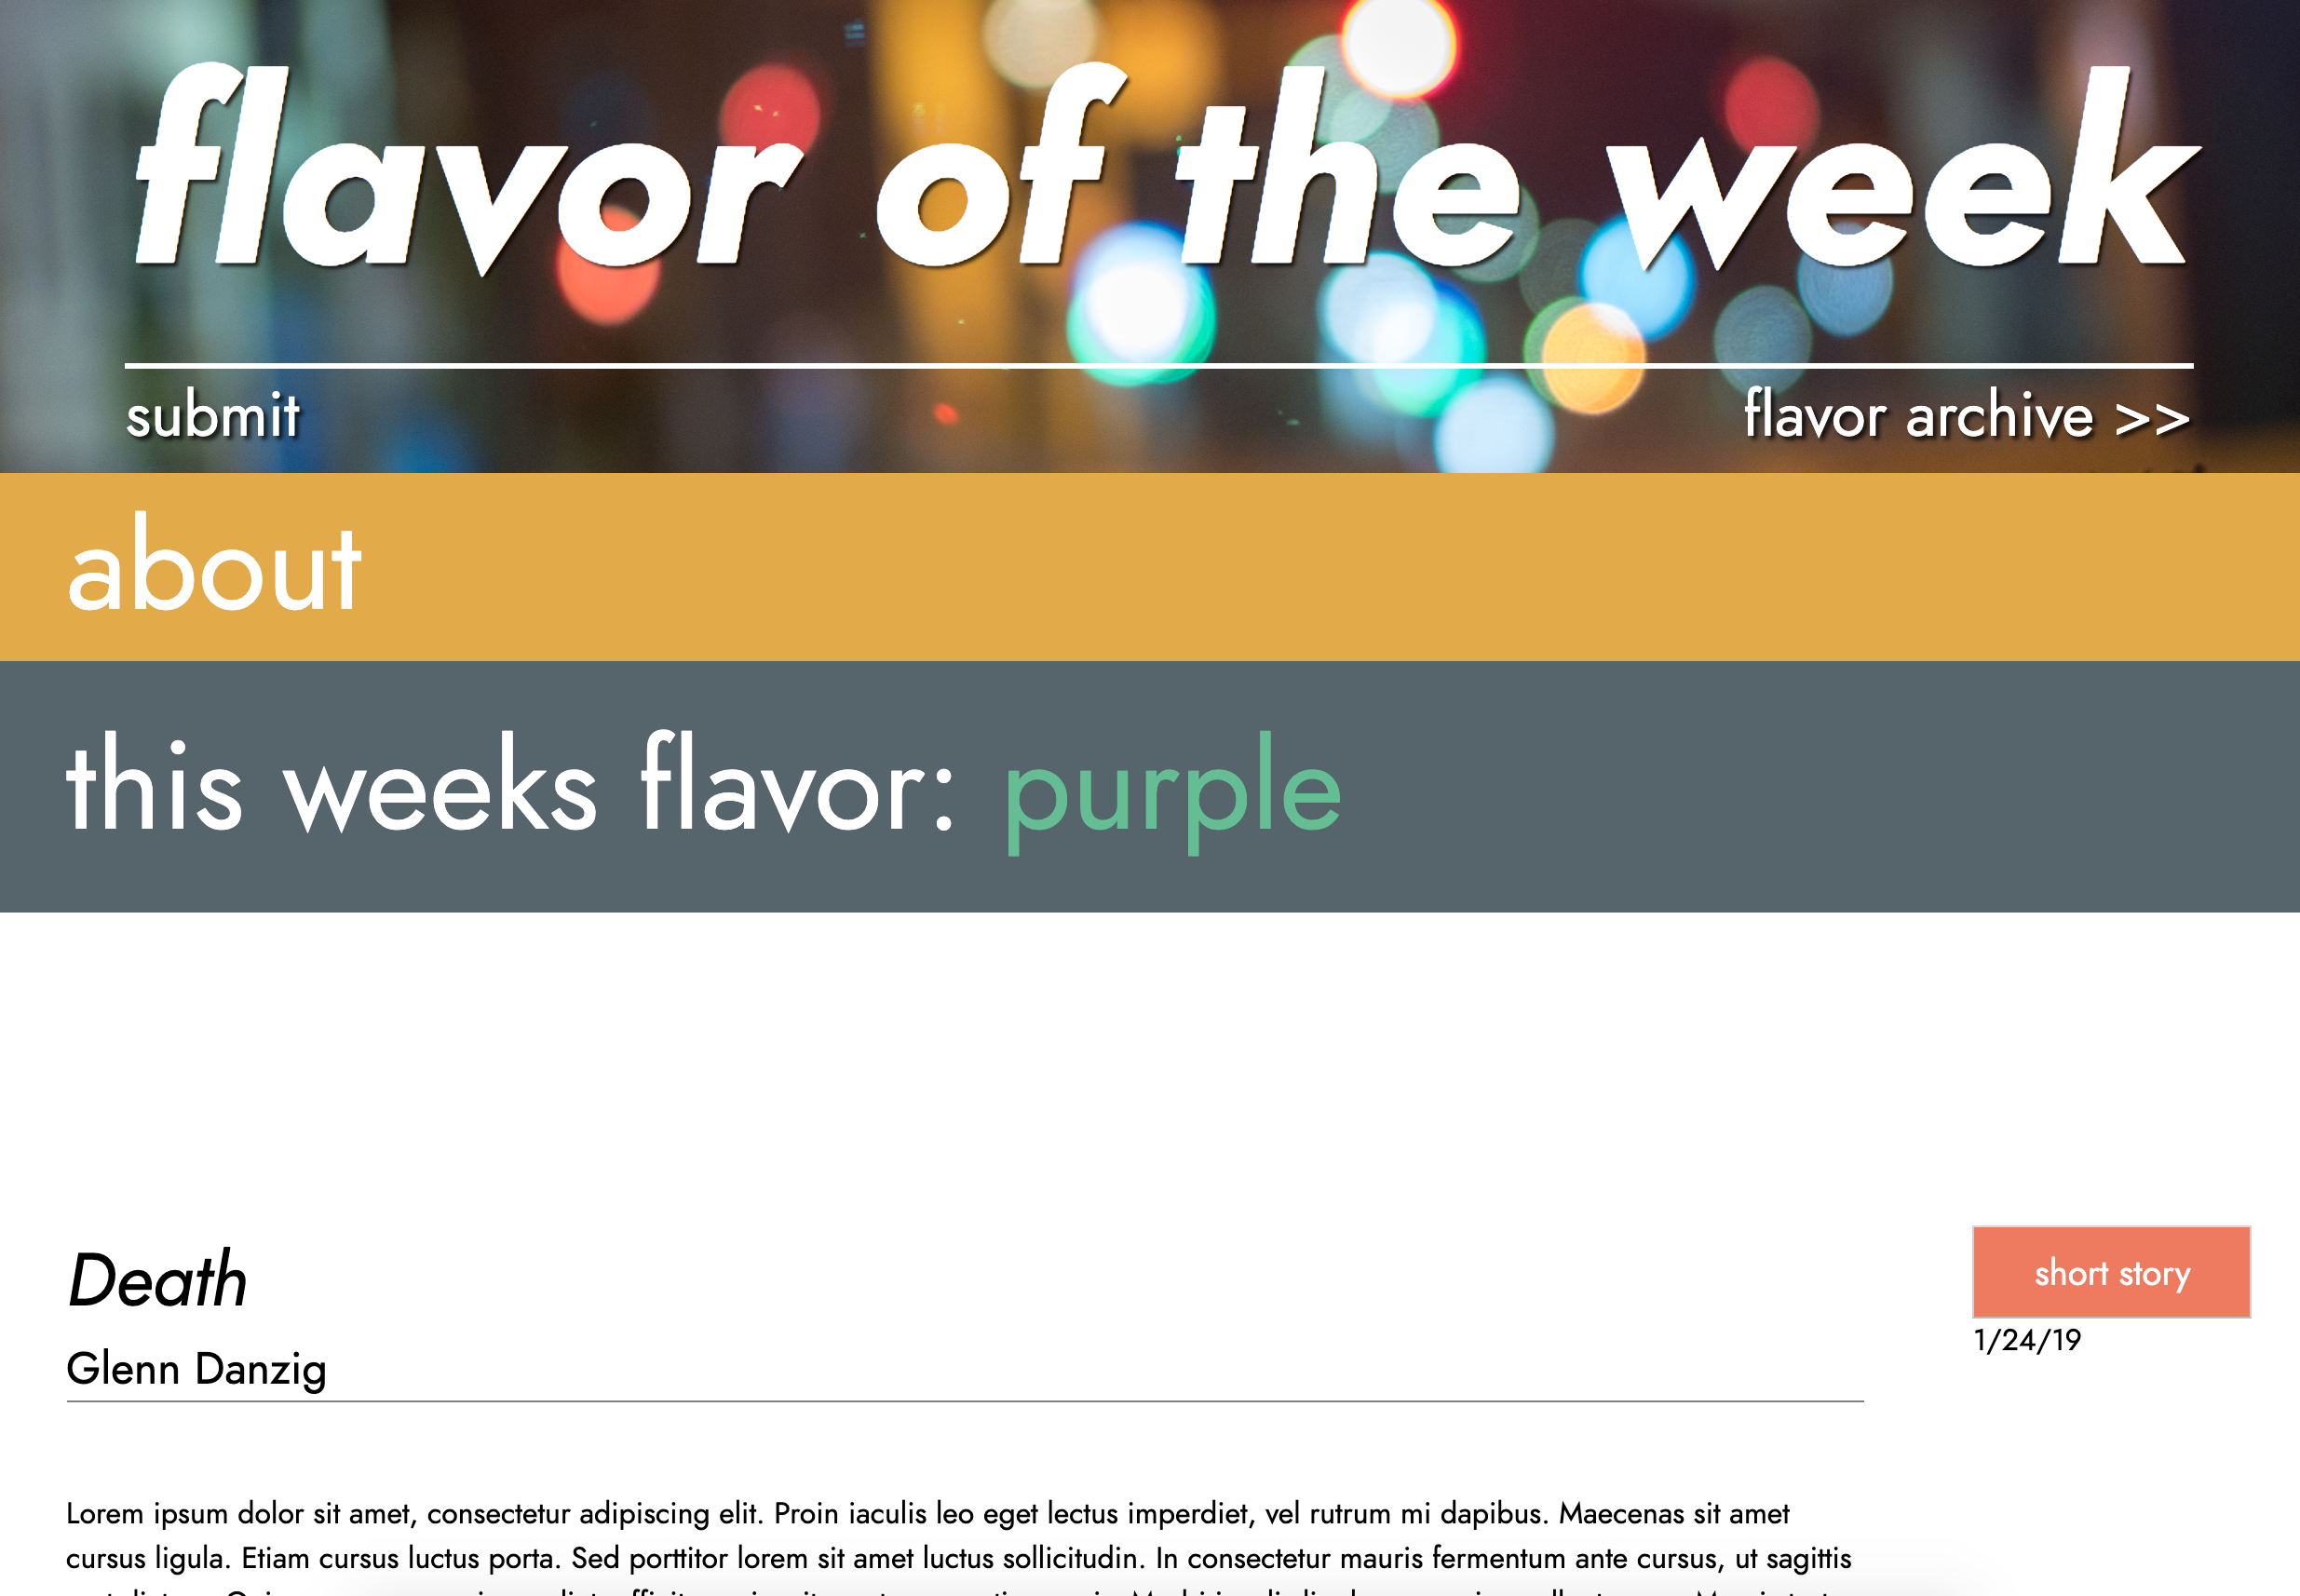 flavor of the week
submit
flavor archive >>
about
this weeks flavor: purple
Death
short story
1/24/19
Glenn Danzig
Lorem ipsum dolor sit amet, consectetur adipiscing elit. Proin iaculis leo eget lectus imperdiet, vel rutrum mi dapibus. Maecenas sit amet
cursus ligula. Etiam cursus luctus porta. Sed porttitor lorem sit amet luctus sollicitudin. In consectetur mauris fermentum ante cursus, ut sagittis